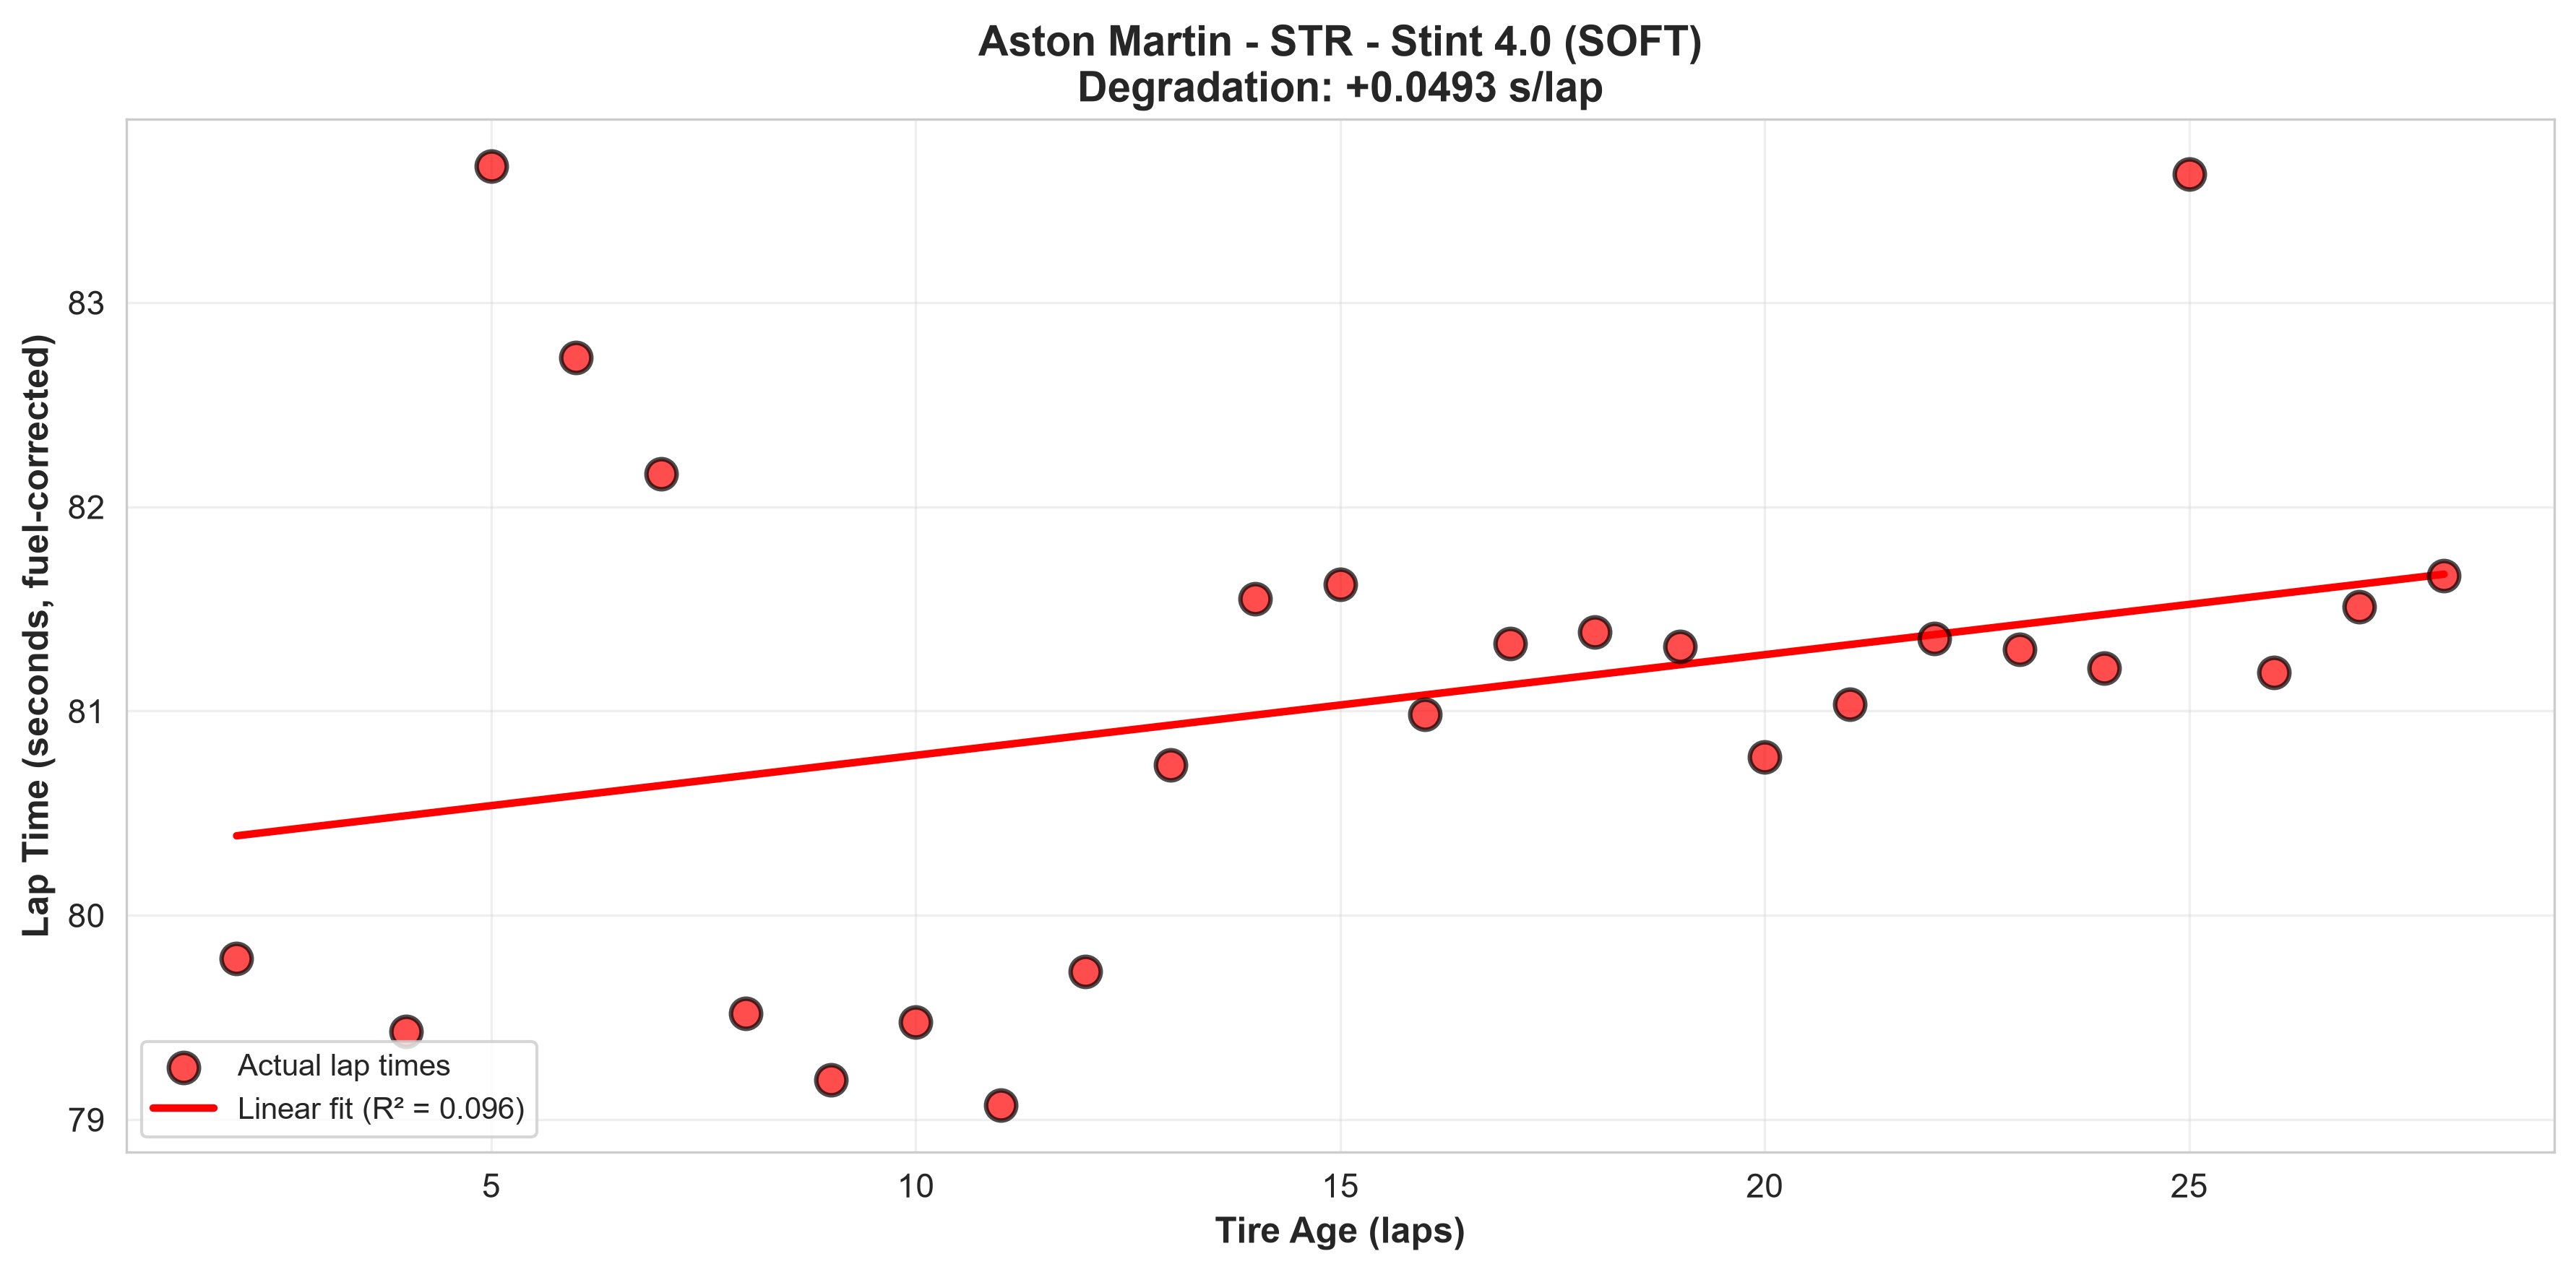 Aston Martin - STR - Stint 4.0 (SOFT)
Degradation: +0.0493 s/lap
Lap Time (seconds, fuel-corrected)
83
82
81
80
79
Actual lap times
Linear fit (R² = 0.096)
5
10
15
20
25
Tire Age (laps)